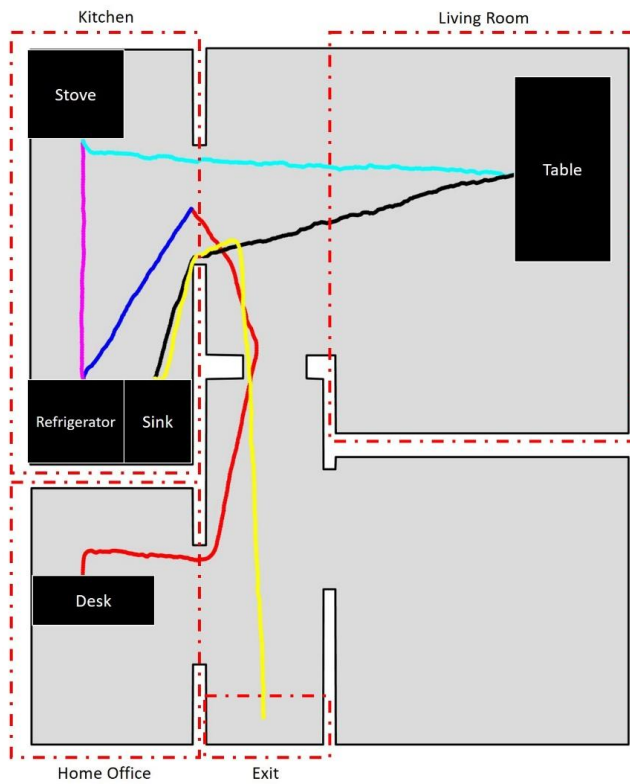 Kitchen
Living Room
Stove
Table
Refrigerator
Sink
Desk
Home Office
Exit